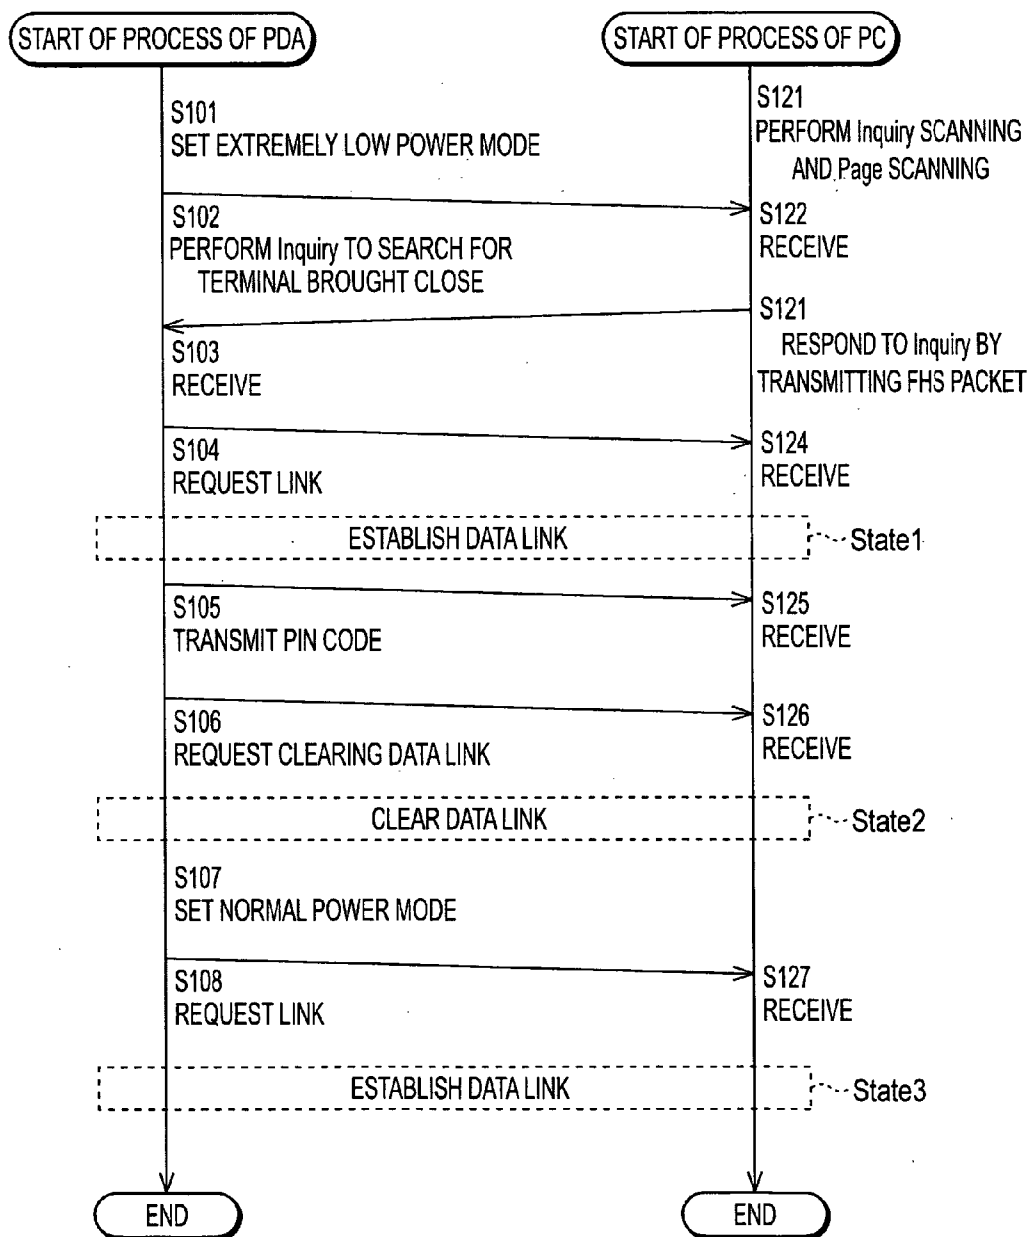 START OF PROCESS OF PDA
START OF PROCESS OF PC
S101
SET EXTREMELY LOW POWER MODE
S121
PERFORM Inquiry SCANNING
AND Page SCANNING
S102
PERFORM Inquiry TO SEARCH FOR
TERMINAL BROUGHT CLOSE
S122
RECEIVE
S121
RESPOND TO Inquiry BY
TRANSMITTING FHS PACKET
S103
RECEIVE
S104
REQUEST LINK
S124
RECEIVE
ESTABLISH DATA LINK
State1
S105
TRANSMIT PIN CODE
S125
RECEIVE
S106
REQUEST CLEARING DATA LINK
S126
RECEIVE
CLEAR DATA LINK
State2
S107
SET NORMAL POWER MODE
S108
REQUEST LINK
S127
RECEIVE
ESTABLISH DATA LINK
State3
END
END